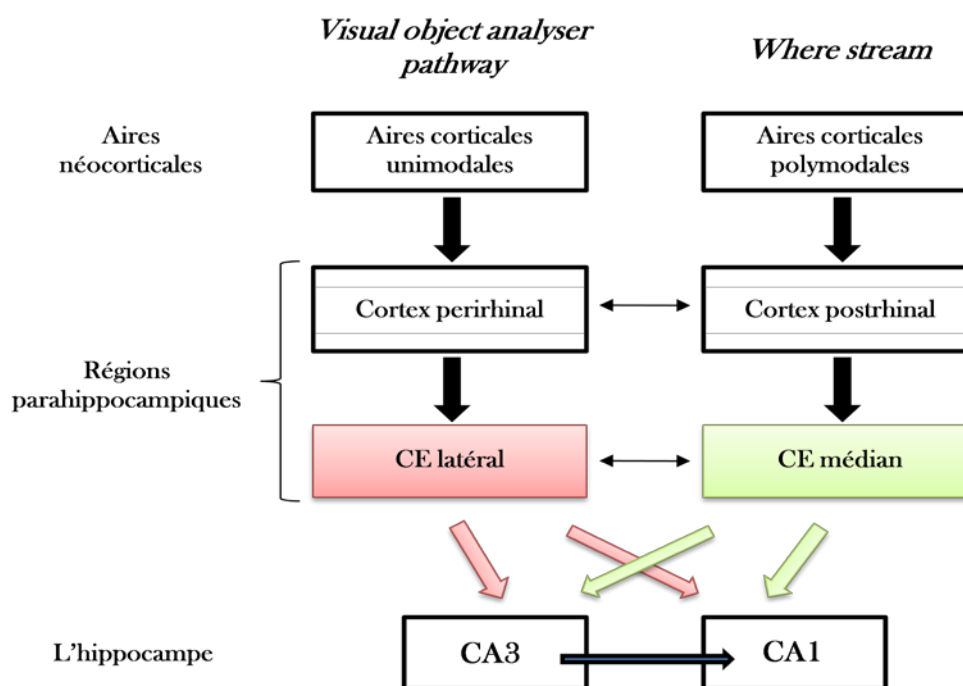 Visual object analyser
pathway
Where stream
Aires
néocorticales
Aires corticales
unimodales
Aires corticales
polymodales
Régions
parahippocampiques
Cortex perirhinal
Cortex postrhinal
CE latéral
CE médian
L'hippocampe
CA3
CA1